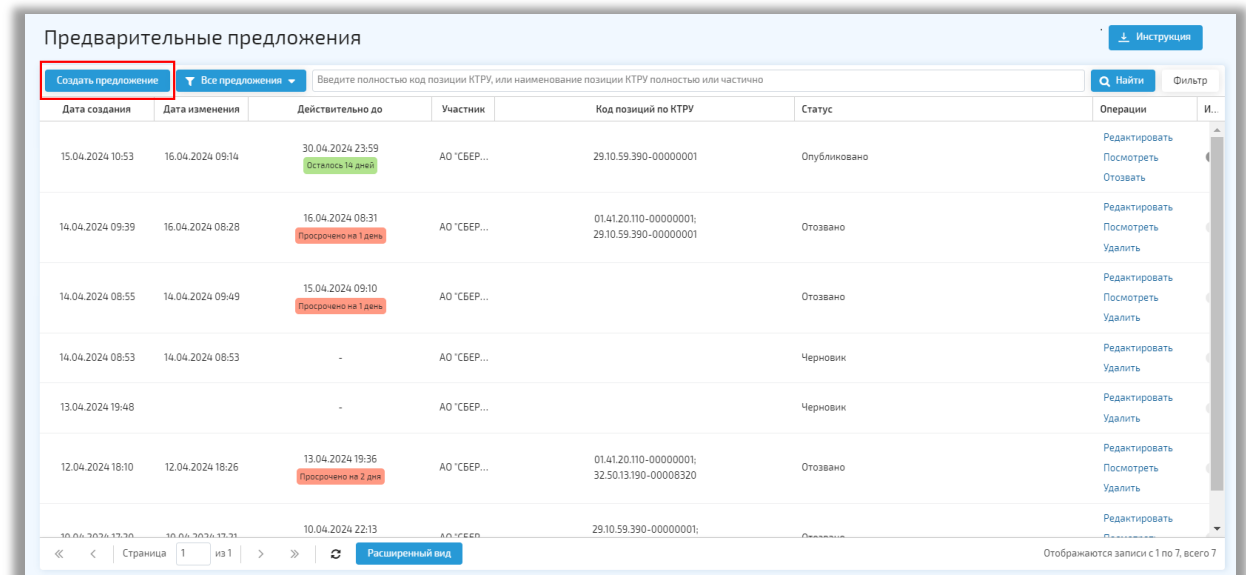 Предварительные предложения
Инструкция
Создать предложение
Все предложения
Введите полностью код позиции КТРУ, или наименование позиции КТРУ полностью или частично
Найти
Фильтр
Дата создания Дата изменения Действительно до Участник Код позиций по КТРУ Статус Операции И...
15.04.2024 10:53 16.04.2024 09:14 30.04.2024 23:59 АО "СБЕР... 29.10.59.390-00000001 Опубликовано
Осталось 14 дней
Редактировать
Посмотреть
Отозвать
14.04.2024 09:39 16.04.2024 08:28 16.04.2024 08:31 АО "СБЕР... 01.41.20.110-00000001; Отозвано
Просрочено на 1 день 29.10.59.390-00000001
Редактировать
Посмотреть
Удалить
14.04.2024 08:55 14.04.2024 09:49 15.04.2024 09:10 АО "СБЕР... Отозвано
Просрочено на 1 день
Редактировать
Посмотреть
Удалить
14.04.2024 08:53 14.04.2024 08:53 - АО "СБЕР... Черновик
Редактировать
Удалить
13.04.2024 19:48 - АО "СБЕР... Черновик
Редактировать
Удалить
12.04.2024 18:10 12.04.2024 18:26 13.04.2024 19:36 АО "СБЕР... 01.41.20.110-00000001; Отозвано
Просрочено на 2 дня 32.50.13.190-00008320
Редактировать
Посмотреть
Удалить
10.04.2024 22:13 29.10.59.390-00000001; Редактировать
Страница 1 из 1 Расширенный вид Отображаются записи с 1 по 7, всего 7